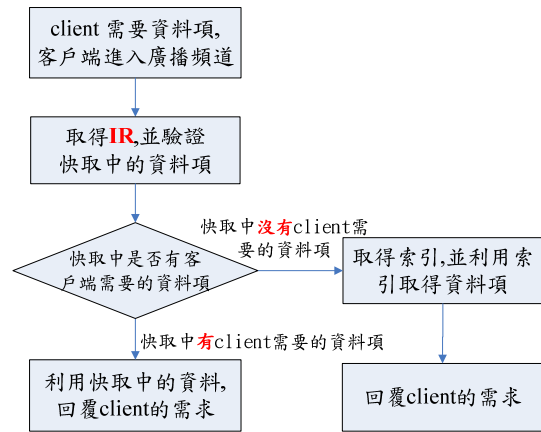 client 需要資料項,
客戶端進入廣播頻道
取得IR,並驗證
快取中的資料項
快取中是否有客
戶端需要的資料項
快取中沒有client需
要的資料項
取得索引,並利用索
引取得資料項
快取中有client需要的資料項
利用快取中的資料,
回覆client的需求
回覆client的需求